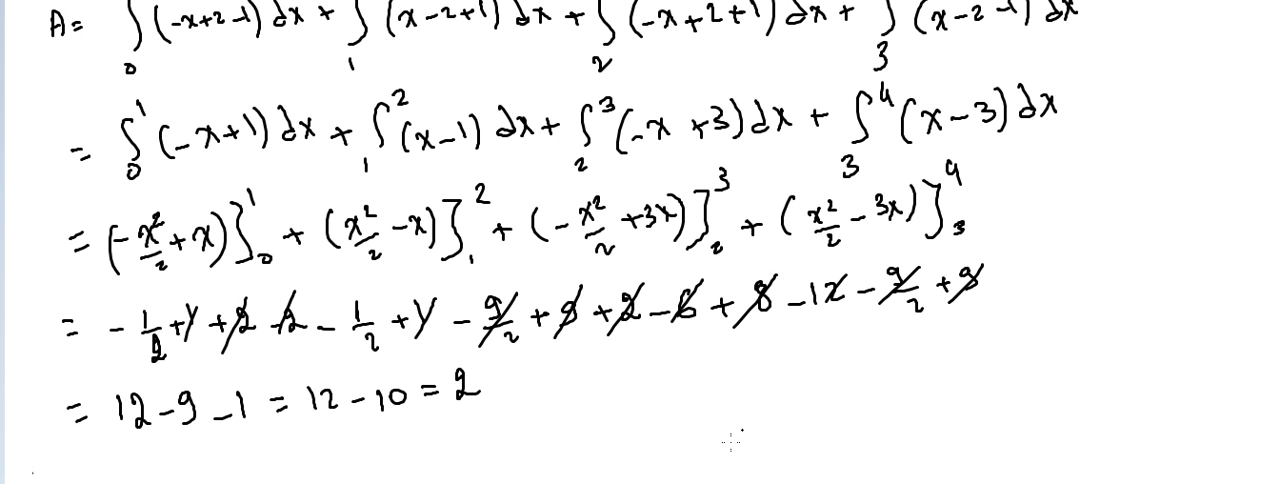 A = ∫₀ (-x+2-1) dx + ∫₁ (x-2+1) dx + ∫₂ (-x+2+1) dx + ∫₃ (x-2-1) dx
= ∫₀¹ (-x+1) dx + ∫₁² (x-1) dx + ∫₂³ (-x+3) dx + ∫₃⁴ (x-3) dx
= (-x²/2 + x)]₀¹ + (x²/2 - x)]₁² + (-x²/2 + 3x)]₂³ + (x²/2 - 3x)]₃⁴
= -1/2 + 1 + 2 - 2 - 1/2 + 1 - 9/2 + 9 + 2 - 6 + 8 - 12 - 9/2 + 9
= 12 - 9 - 1 = 12 - 10 = 2